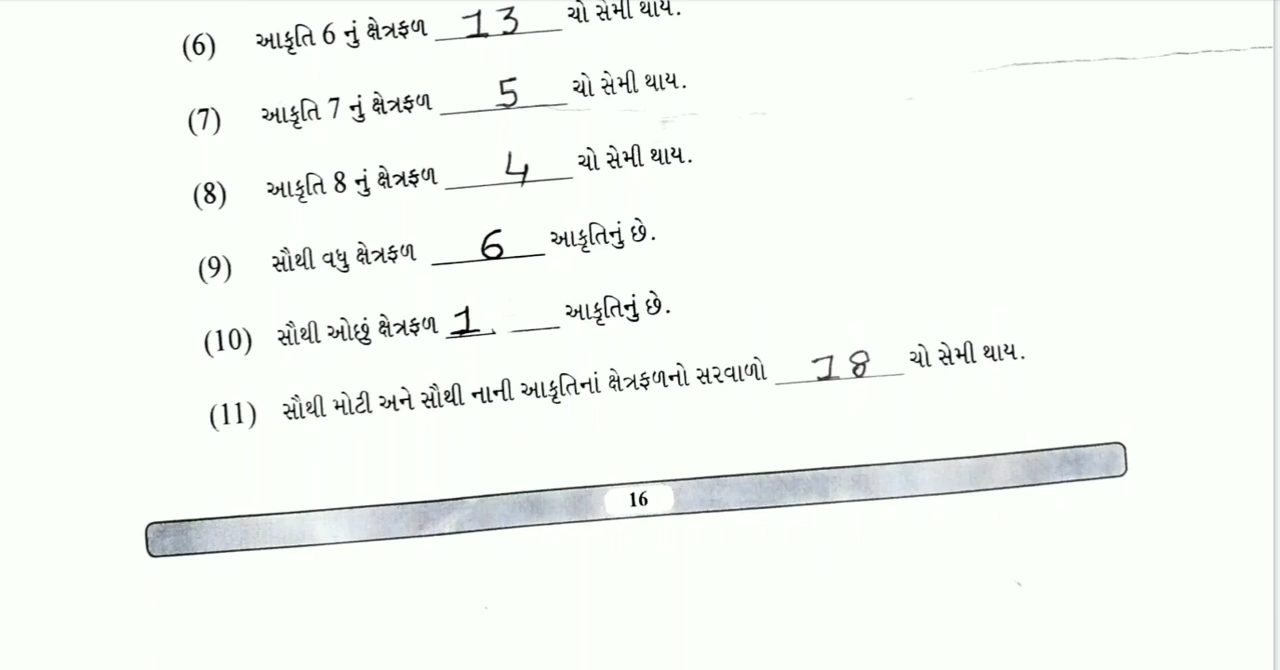 (6) આકૃતિ 6 નું ક્ષેત્રફળ 13 ચો સેમી થાય.
(7) આકૃતિ 7 નું ક્ષેત્રફળ 5 ચો સેમી થાય.
(8) આકૃતિ 8 નું ક્ષેત્રફળ 4 ચો સેમી થાય.
(9) સૌથી વધુ ક્ષેત્રફળ 6 આકૃતિનું છે.
(10) સૌથી ઓછું ક્ષેત્રફળ 1. આકૃતિનું છે.
(11) સૌથી મોટી અને સૌથી નાની આકૃતિનાં ક્ષેત્રફળનો સરવાળો 18 ચો સેમી થાય.
16